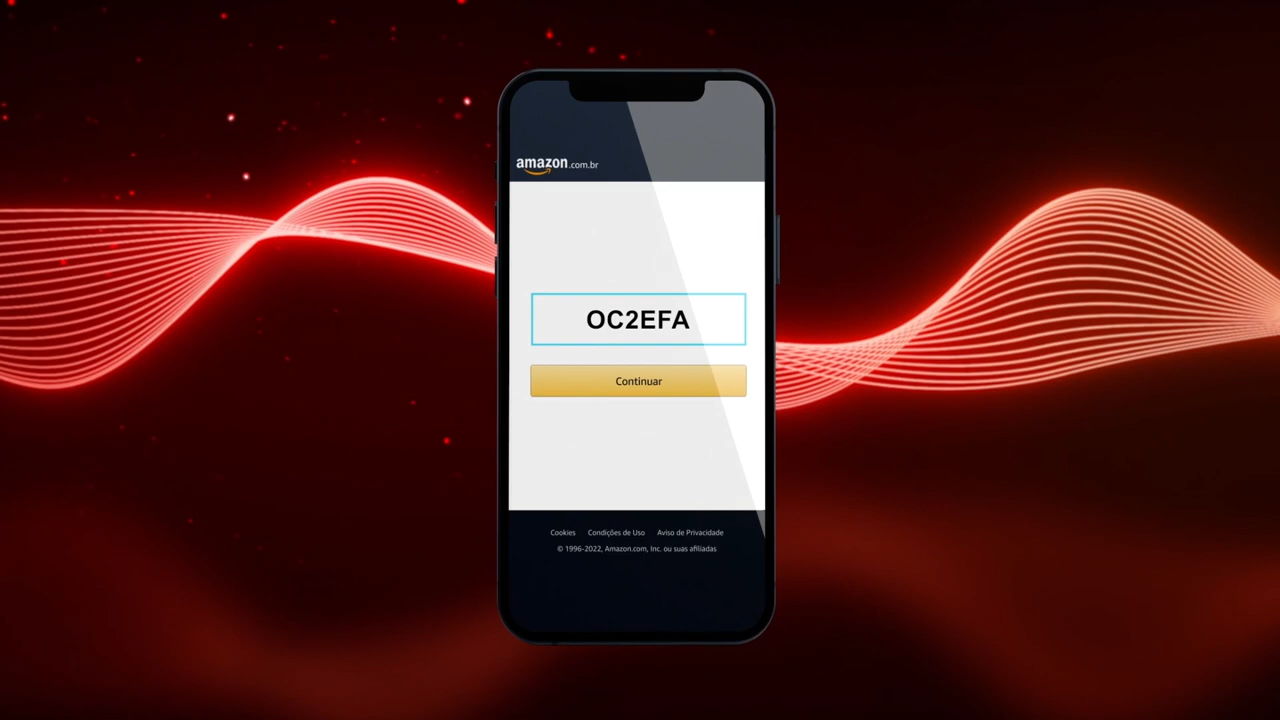 amazon.com.br
OC2EFA
Continuar
Cookies Condições de Uso Aviso de Privacidade
© 1996-2022, Amazon.com, Inc. ou suas afiliadas